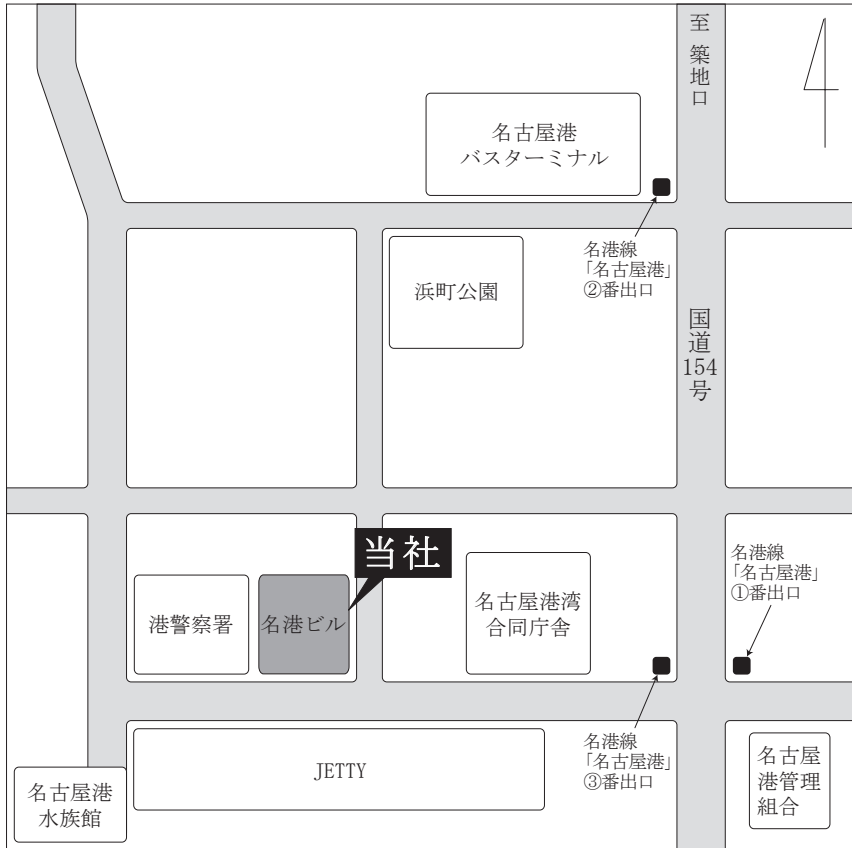 至 築地口
名古屋港
バスターミナル
名港線
「名古屋港」
②番出口
浜町公園
国道154号
当社
名港線
「名古屋港」
①番出口
港警察署
名港ビル
名古屋港湾
合同庁舎
名港線
「名古屋港」
③番出口
JETTY
名古屋
港管理
組合
名古屋港
水族館